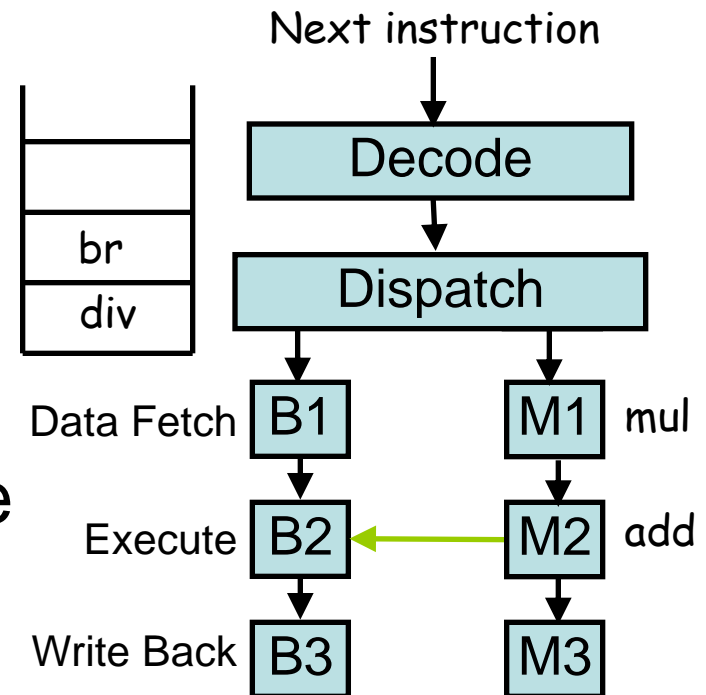 Next instruction
Decode
br
div
Dispatch
Data Fetch B1 M1 mul
e
Execute B2 M2 add
Write Back B3 M3